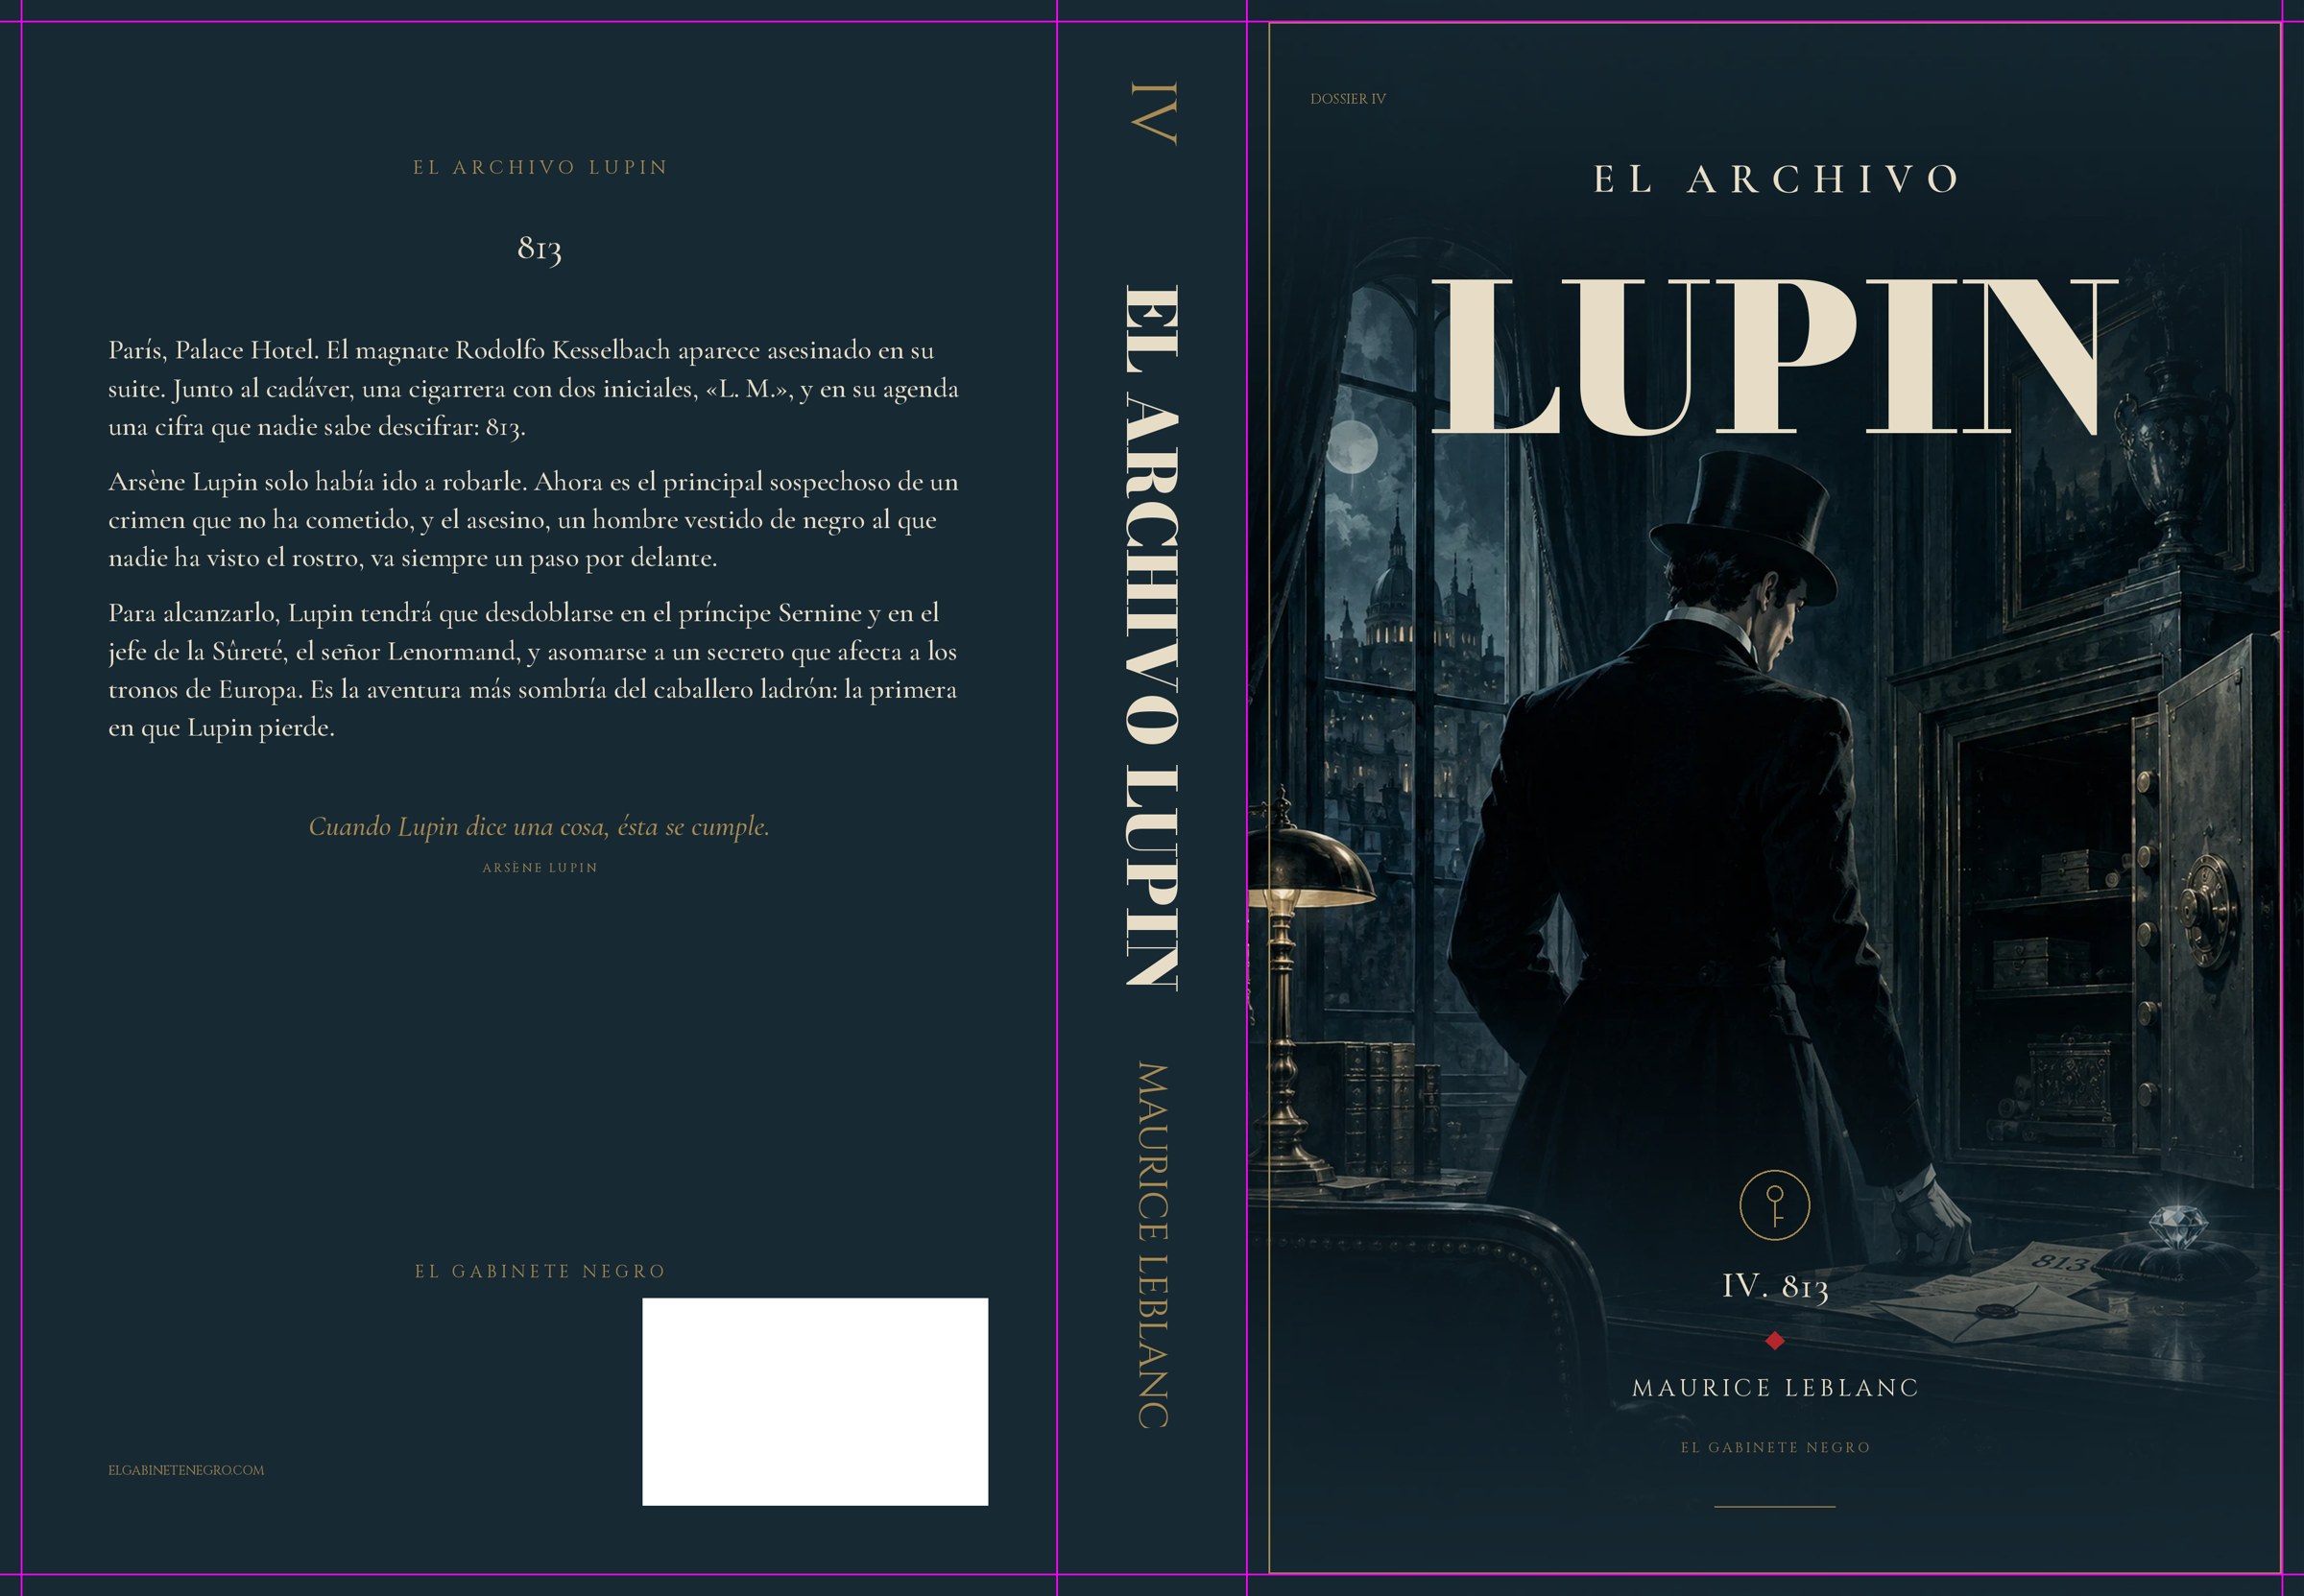 EL ARCHIVO LUPIN
813
París, Palace Hotel. El magnate Rodolfo Kesselbach aparece asesinado en su
suite. Junto al cadáver, una cigarrera con dos iniciales, «L. M.», y en su agenda
una cifra que nadie sabe descifrar: 813.
Arsène Lupin solo había ido a robarle. Ahora es el principal sospechoso de un
crimen que no ha cometido, y el asesino, un hombre vestido de negro al que
nadie ha visto el rostro, va siempre un paso por delante.
Para alcanzarlo, Lupin tendrá que desdoblarse en el príncipe Sernine y en el
jefe de la Sûreté, el señor Lenormand, y asomarse a un secreto que afecta a los
tronos de Europa. Es la aventura más sombría del caballero ladrón: la primera
en que Lupin pierde.
Cuando Lupin dice una cosa, ésta se cumple.
ARSÈNE LUPIN
EL GABINETE NEGRO
ELGABINETENEGRO.COM
IV
EL ARCHIVO LUPIN
MAURICE LEBLANC
DOSSIER IV
EL ARCHIVO
LUPIN
813
IV. 813
MAURICE LEBLANC
EL GABINETE NEGRO